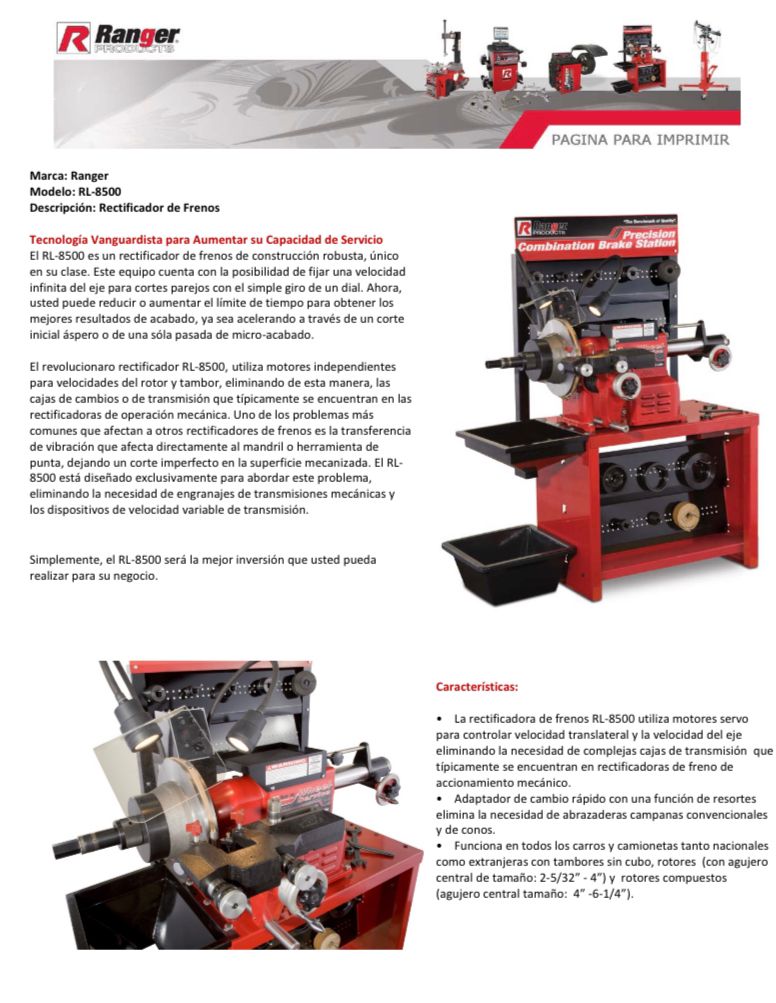 Ranger
PRODUCTS
PAGINA PARA IMPRIMIR
Marca: Ranger
Modelo: RL-8500
Descripción: Rectificador de Frenos
Tecnología Vanguardista para Aumentar su Capacidad de Servicio
El RL-8500 es un rectificador de frenos de construcción robusta, único
en su clase. Este equipo cuenta con la posibilidad de fijar una velocidad
infinita del eje para cortes parejos con el simple giro de un dial. Ahora,
usted puede reducir o aumentar el límite de tiempo para obtener los
mejores resultados de acabado, ya sea acelerando a través de un corte
inicial áspero o de una sóla pasada de micro-acabado.
El revolucionaro rectificador RL-8500, utiliza motores independientes
para velocidades del rotor y tambor, eliminando de esta manera, las
cajas de cambios o de transmisión que típicamente se encuentran en las
rectificadoras de operación mecánica. Uno de los problemas más
comunes que afectan a otros rectificadores de frenos es la transferencia
de vibración que afecta directamente al mandril o herramienta de
punta, dejando un corte imperfecto en la superficie mecanizada. El RL-
8500 está diseñado exclusivamente para abordar este problema,
eliminando la necesidad de engranajes de transmisiones mecánicas y
los dispositivos de velocidad variable de transmisión.
Simplemente, el RL-8500 será la mejor inversión que usted pueda
realizar para su negocio.
"The Benchmark of Quality"
Ranger
PRODUCTS
Precision
Combination Brake Station
WARNING
Características:
• La rectificadora de frenos RL-8500 utiliza motores servo
para controlar velocidad translateral y la velocidad del eje
eliminando la necesidad de complejas cajas de transmisión que
típicamente se encuentran en rectificadoras de freno de
accionamiento mecánico.
• Adaptador de cambio rápido con una función de resortes
elimina la necesidad de abrazaderas campanas convencionales
y de conos.
• Funciona en todos los carros y camionetas tanto nacionales
como extranjeras con tambores sin cubo, rotores (con agujero
central de tamaño: 2-5/32” - 4”) y rotores compuestos
(agujero central tamaño: 4” -6-1/4”).